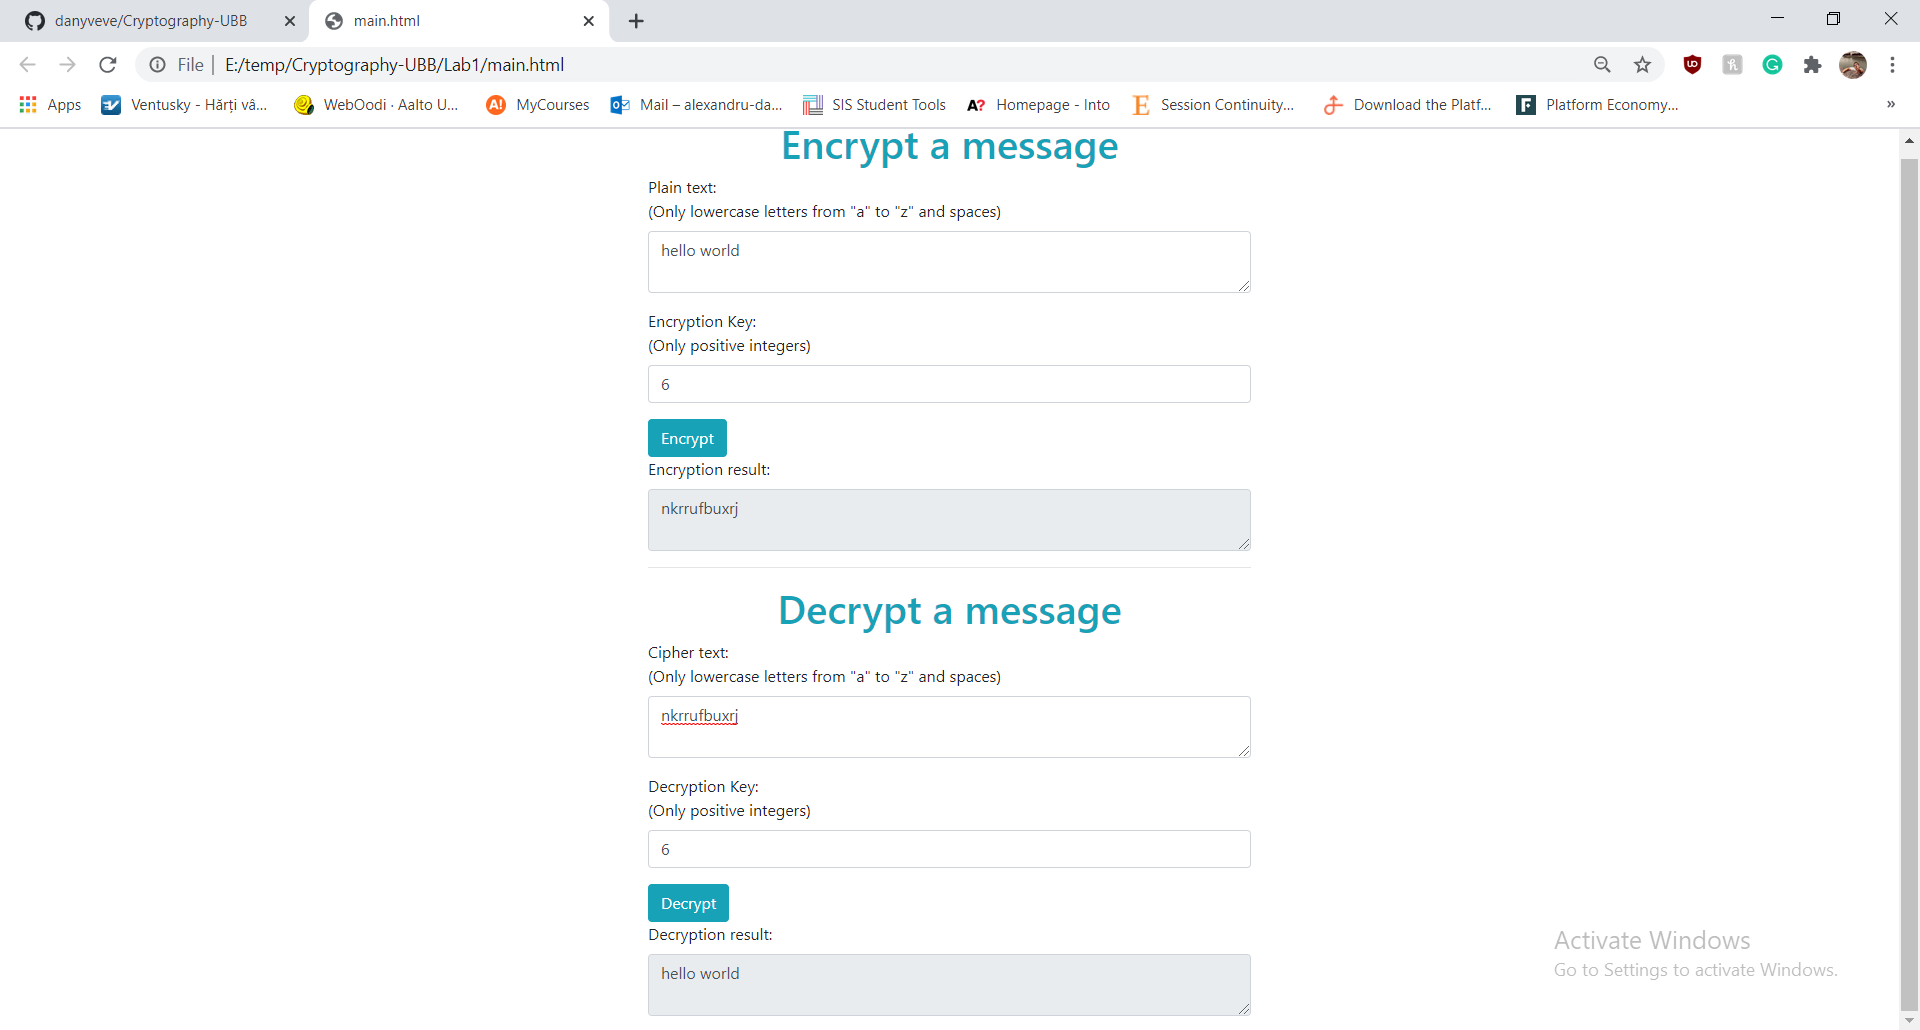 danyveve/Cryptography-UBB
main.html
File | E:/temp/Cryptography-UBB/Lab1/main.html
Apps
Ventusky - Hărți vâ...
WebOodi · Aalto U...
MyCourses
Mail – alexandru-da...
SIS Student Tools
A? Homepage - Into
E Session Continuity...
Download the Platf...
Platform Economy...
»
Encrypt a message
Plain text:
(Only lowercase letters from "a" to "z" and spaces)
hello world
Encryption Key:
(Only positive integers)
6
Encrypt
Encryption result:
nkrrufbuxrj
Decrypt a message
Cipher text:
(Only lowercase letters from "a" to "z" and spaces)
nkrrufbuxrj
Decryption Key:
(Only positive integers)
6
Decrypt
Decryption result:
hello world
Activate Windows
Go to Settings to activate Windows.